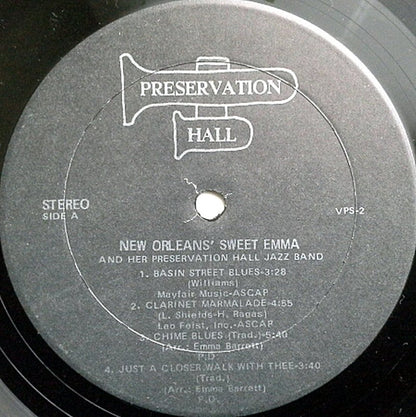 PRESERVATION
HALL
STEREO
SIDE A
VPS-2
NEW ORLEANS' SWEET EMMA
AND HER PRESERVATION HALL JAZZ BAND
1. BASIN STREET BLUES-3:28
(Williams)
Mayfair Music-ASCAP
2. CLARINET MARMALADE-4:55
(L. Shields-H. Ragas)
Leo Feist, Inc.-ASCAP
3. CHIME BLUES (Trad.)-5:40
(Arr.: Emma Barrett)
P.D.
4. JUST A CLOSER WALK WITH THEE-3:40
(Trad.)
(Arr.: Emma Barrett)
P.D.